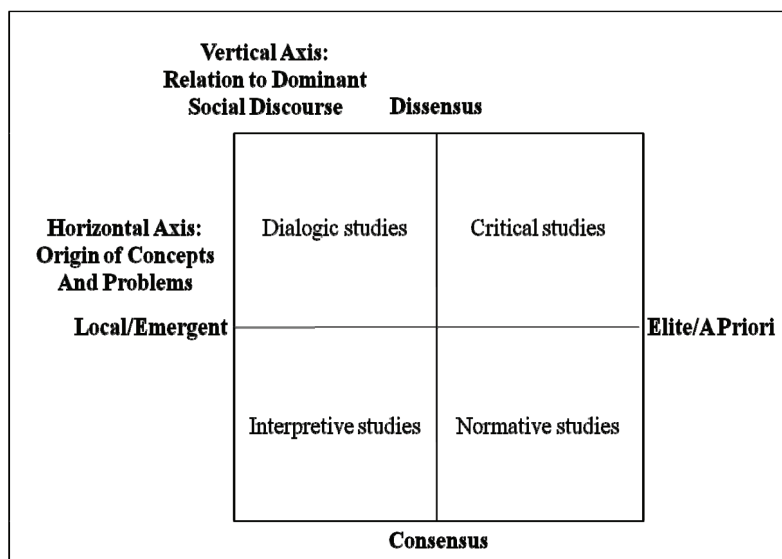 Vertical Axis:
Relation to Dominant
Social Discourse
Dissensus
Horizontal Axis:
Origin of Concepts
And Problems
Dialogic studies
Critical studies
Local/Emergent
Elite/A Priori
Interpretive studies
Normative studies
Consensus